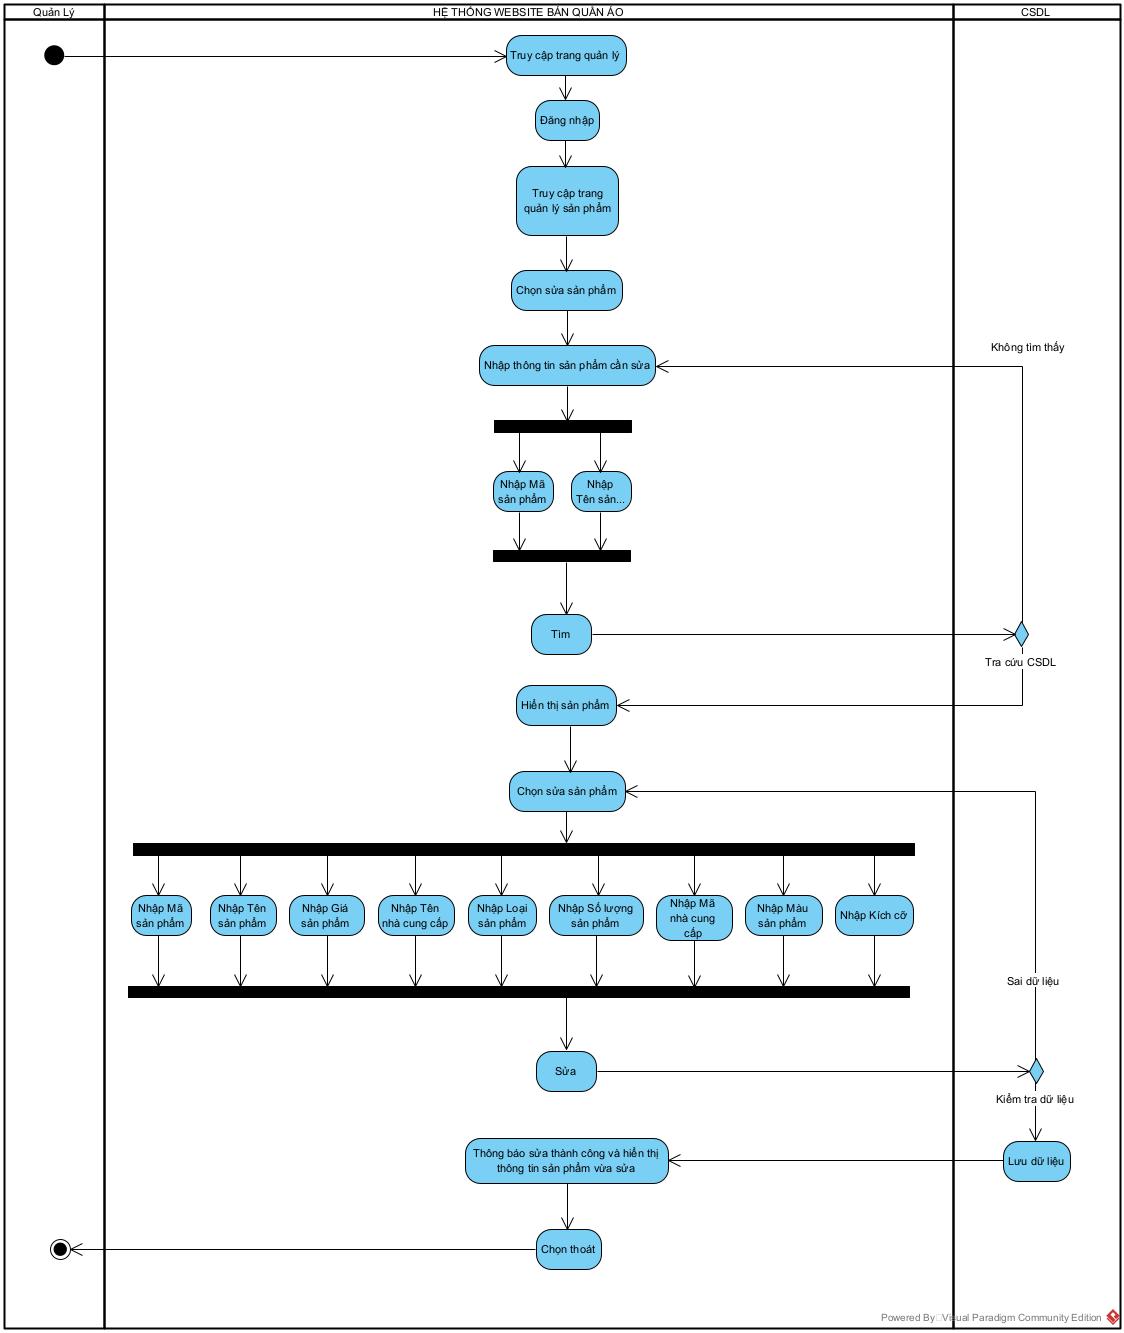 Quản Lý
HỆ THỐNG WEBSITE BÁN QUẦN ÁO
CSDL
Truy cập trang quản lý
Đăng nhập
Truy cập trang
quản lý sản phẩm
Chọn sửa sản phẩm
Không tìm thấy
Nhập thông tin sản phẩm cần sửa
Nhập Mã
sản phẩm
Nhập
Tên sản...
Tìm
Tra cứu CSDL
Hiển thị sản phẩm
Chọn sửa sản phẩm
Nhập Mã
sản phẩm
Nhập Tên
sản phẩm
Nhập Giá
sản phẩm
Nhập Tên
nhà cung cấp
Nhập Loại
sản phẩm
Nhập Số lượng
sản phẩm
Nhập Mã
nhà cung
cấp
Nhập Màu
sản phẩm
Nhập Kích cỡ
Sai dữ liệu
Sửa
Kiểm tra dữ liệu
Thông báo sửa thành công và hiển thị
thông tin sản phẩm vừa sửa
Lưu dữ liệu
Chọn thoát
Powered By Visual Paradigm Community Edition